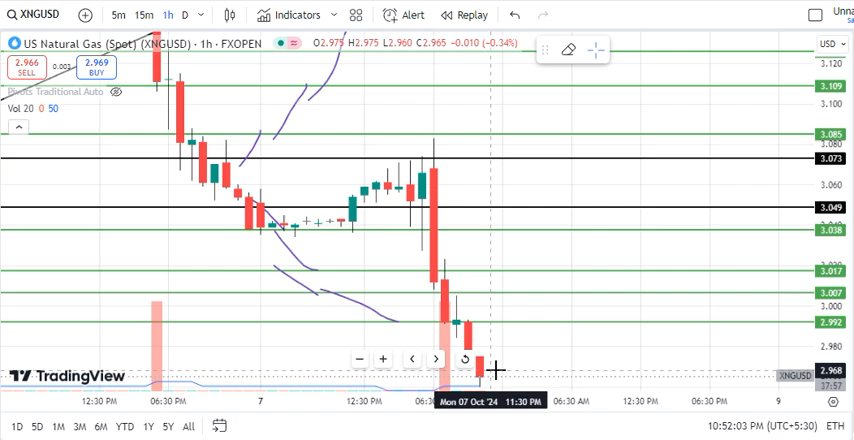 XNGUSD 5m 15m 1h D Indicators Alert Replay Unna
US Natural Gas (Spot) (XNGUSD) · 1h · FXOPEN O2.975 H2.975 L2.960 C2.965 -0.010 (-0.34%) USD
2.966 SELL 0.003 2.969 BUY
Pivots Traditional Auto
Vol 20 0 50
3.120
3.109
3.100
3.085
3.073
3.060
3.049
3.038
3.017
3.007
3.000
2.992
2.980
XNGUSD 2.968
37:57
TradingView
12:30 PM 06:30 PM 7 12:30 PM 06:3 Mon 07 Oct '24 11:30 PM 06:30 AM 12:30 PM 06:30 PM 9
1D 5D 1M 3M 6M YTD 1Y 5Y All 10:52:03 PM (UTC+5:30) ETH